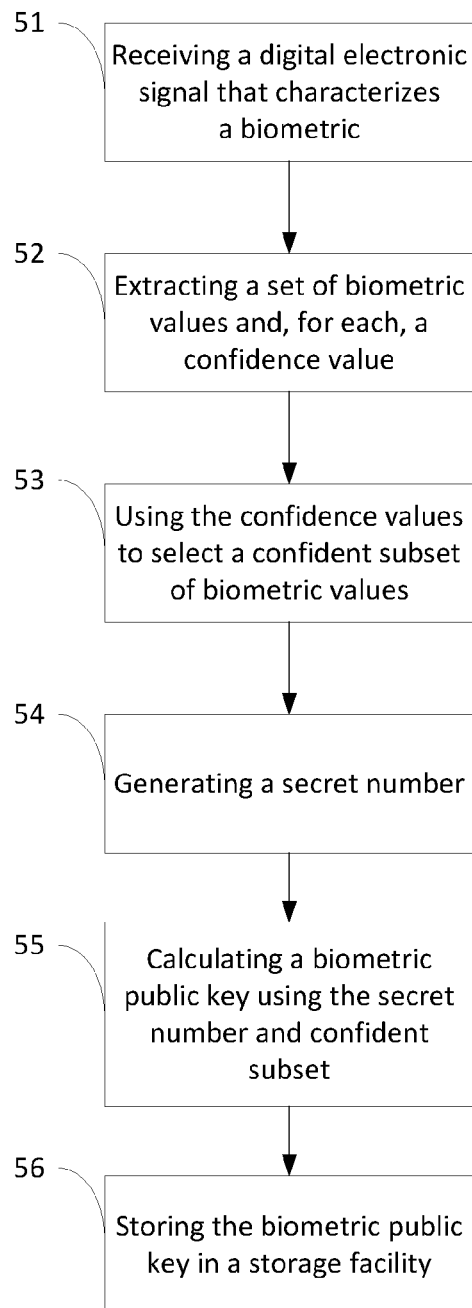 51
Receiving a digital electronic
signal that characterizes
a biometric
52
Extracting a set of biometric
values and, for each, a
confidence value
53
Using the confidence values
to select a confident subset
of biometric values
54
Generating a secret number
55
Calculating a biometric
public key using the secret
number and confident
subset
56
Storing the biometric public
key in a storage facility